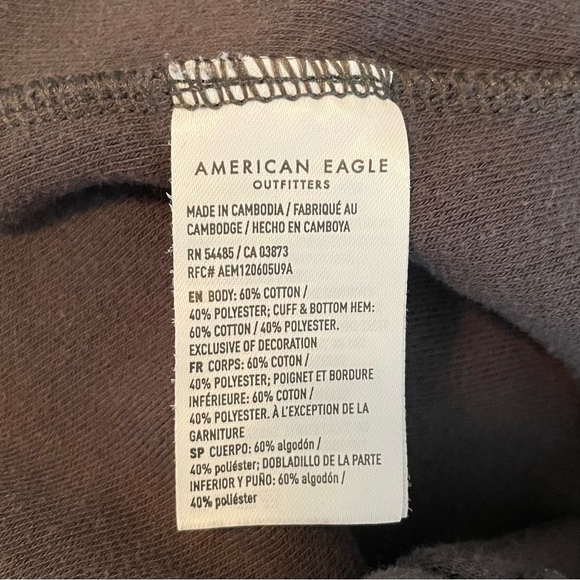 AMERICAN EAGLE
OUTFITTERS
MADE IN CAMBODIA / FABRIQUÉ AU
CAMBODGE / HECHO EN CAMBOYA
RN 54485 / CA 03873
RFC# AEM120605U9A
EN BODY: 60% COTTON /
40% POLYESTER; CUFF & BOTTOM HEM:
60% COTTON / 40% POLYESTER.
EXCLUSIVE OF DECORATION
FR CORPS: 60% COTON /
40% POLYESTER; POIGNET ET BORDURE
INFÉRIEURE: 60% COTON /
40% POLYESTER. À L'EXCEPTION DE LA
GARNITURE
SP CUERPO: 60% algodón /
40% poliéster; DOBLADILLO DE LA PARTE
INFERIOR Y PUÑO: 60% algodón /
40% poliéster